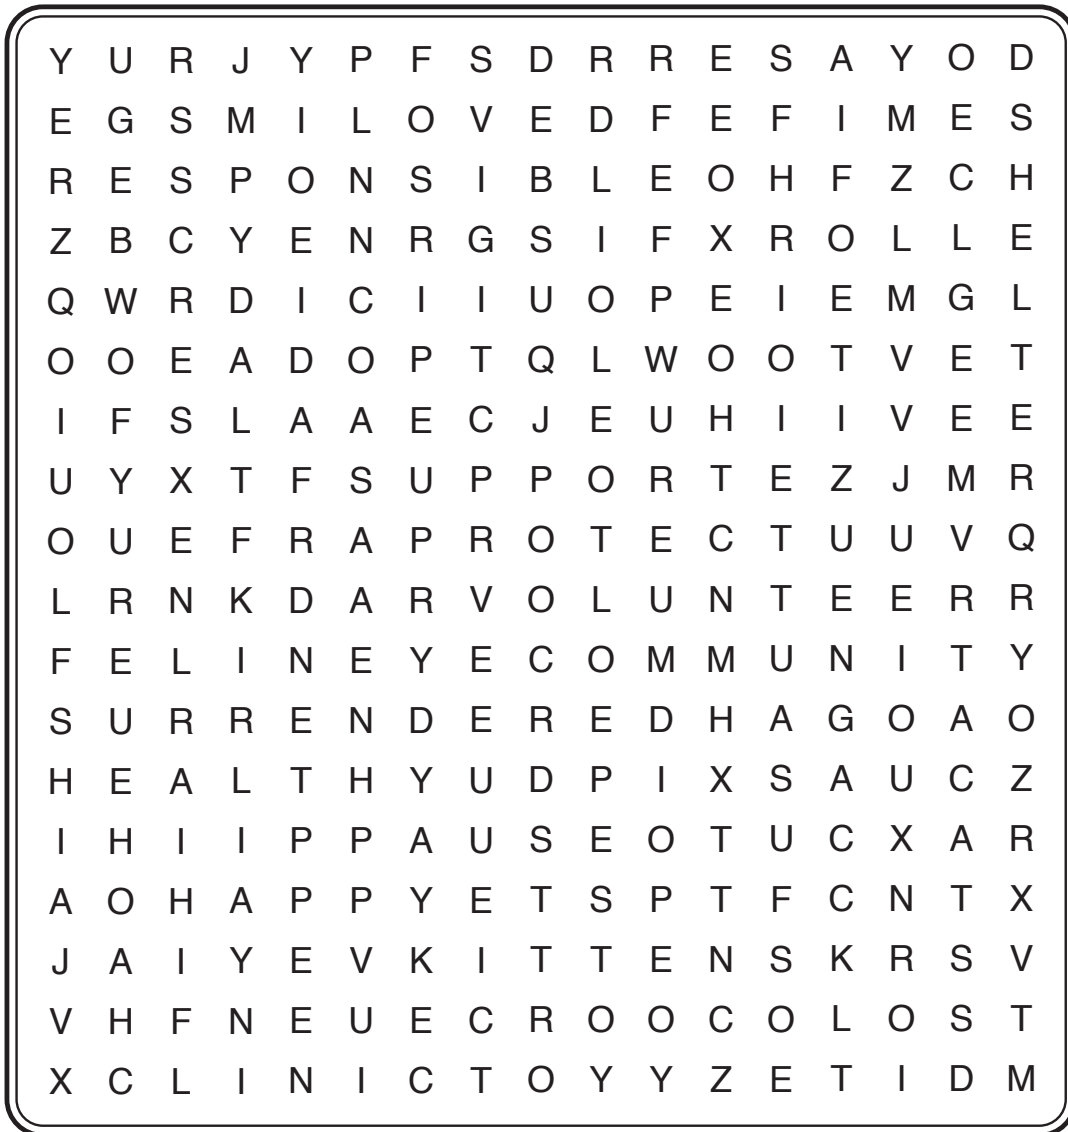 Y U R J Y P F S D R R E S A Y O D
E G S M I L O V E D F E F I M E S
R E S P O N S I B L E O H F Z C H
Z B C Y E N R G S I F X R O L L E
Q W R D I C I I U O P E I E M G L
O O E A D O P T Q L W O O T V E T
I F S L A A E C J E U H I I V E E
U Y X T F S U P P O R T E Z J M R
O U E F R A P R O T E C T U U V Q
L R N K D A R V O L U N T E E R R
F E L I N E Y E C O M M U N I T Y
S U R R E N D E R E D H A G O A O
H E A L T H Y U D P I X S A U C Z
I H I I P P A U S E O T U C X A R
A O H A P P Y E T S P T F C N T X
J A I Y E V K I T T E N S K R S V
V H F N E U E C R O O C O L O S T
X C L I N I C T O Y Y Z E T I D M